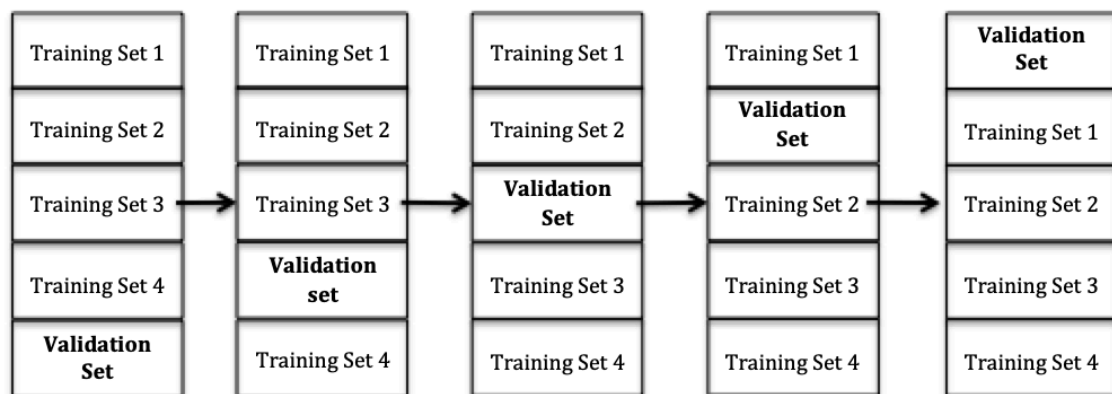 Training Set 1
Training Set 2
Training Set 3
Training Set 4
Validation
Set
Training Set 1
Training Set 2
Training Set 3
Validation
set
Training Set 4
Training Set 1
Training Set 2
Validation
Set
Training Set 3
Training Set 4
Training Set 1
Validation
Set
Training Set 2
Training Set 3
Training Set 4
Validation
Set
Training Set 1
Training Set 2
Training Set 3
Training Set 4